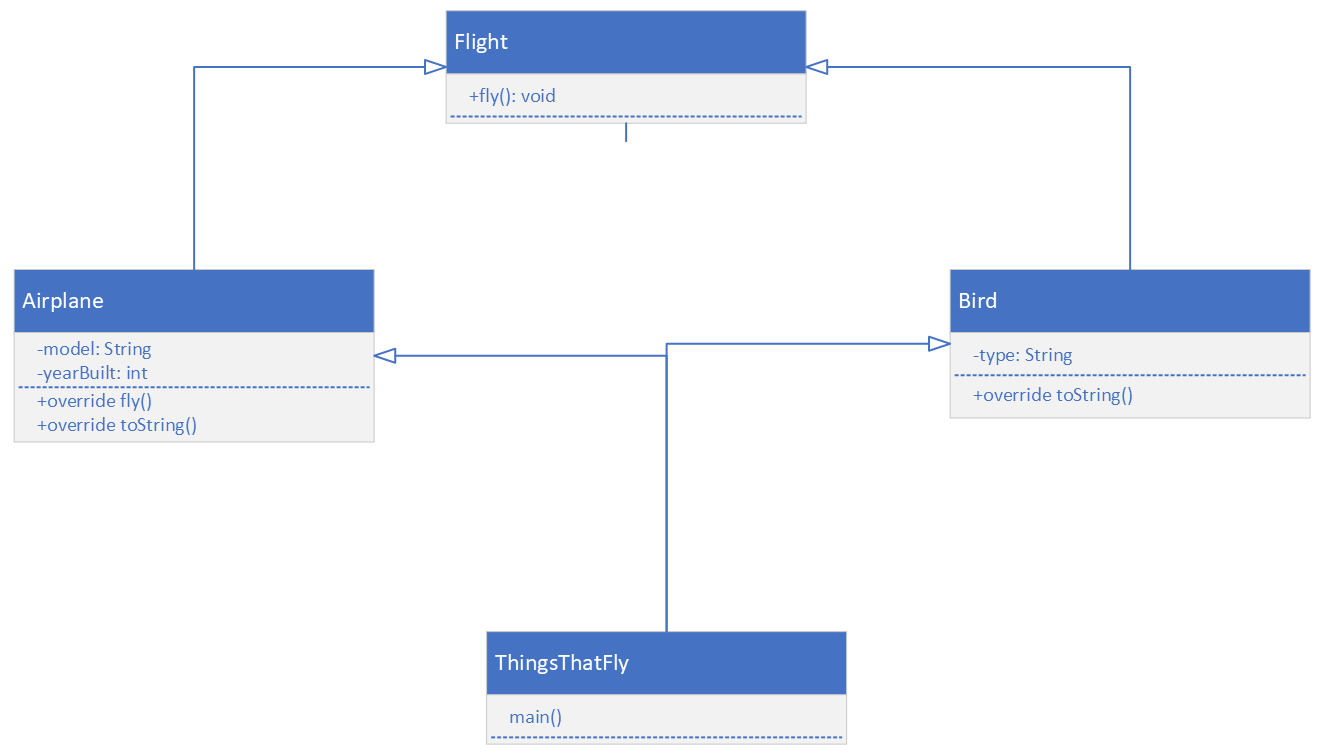 Flight
+fly(): void
Airplane
-model: String
-yearBuilt: int
+override fly()
+override toString()
Bird
-type: String
+override toString()
ThingsThatFly
main()